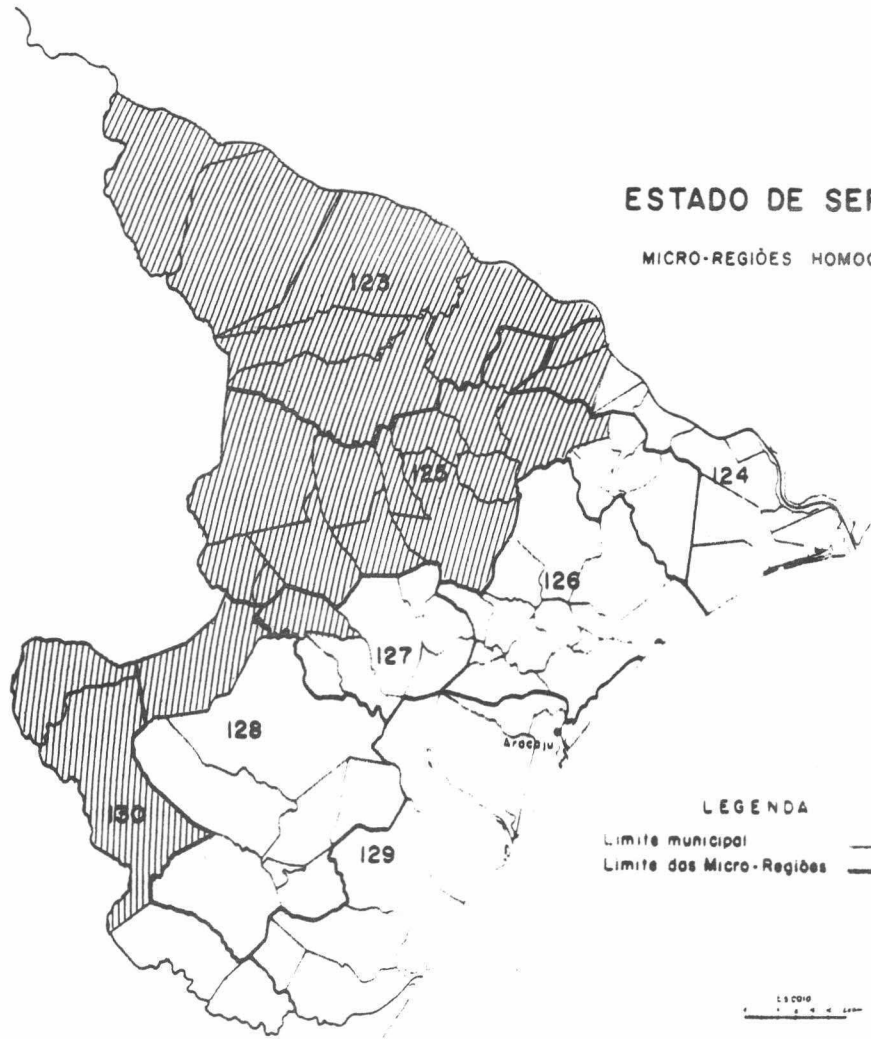 ESTADO DE SER
MICRO-REGIÕES HOMOG
123
124
125
126
127
128
Aracaju
130
129
LEGENDA
Limite municipal
Limite das Micro-Regiões